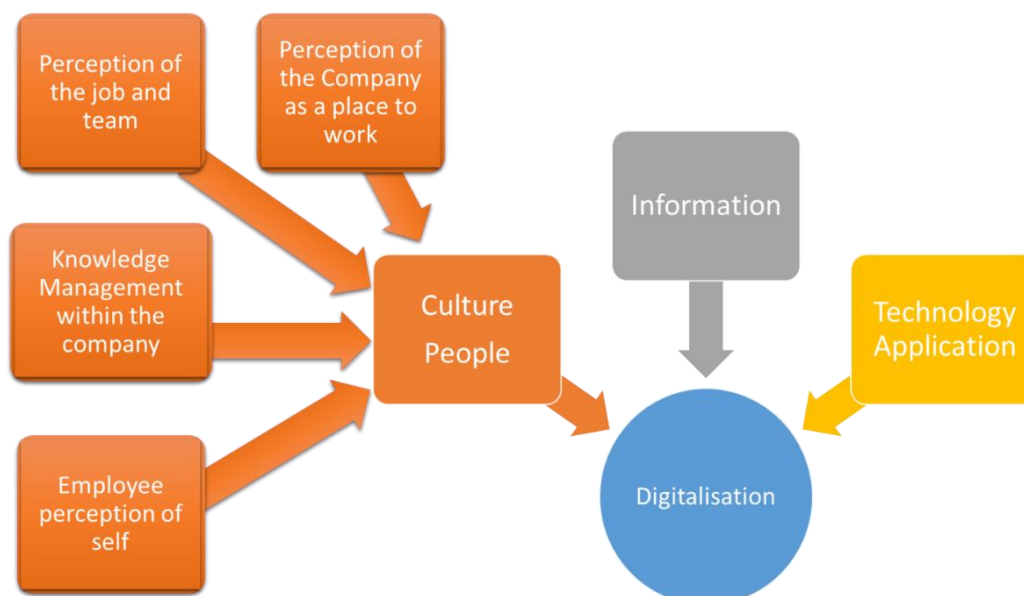 Perception of
the job and
team
Perception of
the Company
as a place to
work
Information
Knowledge
Management
within the
company
Culture
People
Technology
Application
Employee
perception of
self
Digitalisation